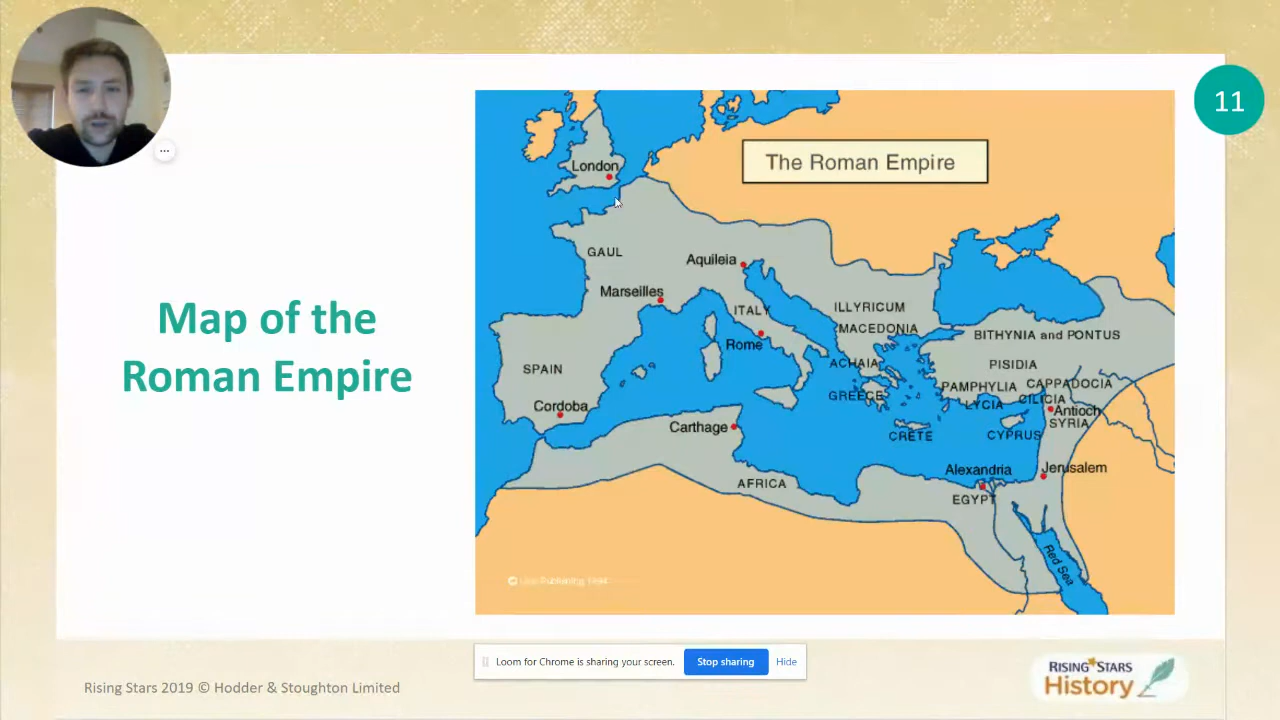 11
The Roman Empire
London
GAUL
Aquileia
Marseilles
ITALY
ILLYRICUM
MACEDONIA
BITHYNIA and PONTUS
Rome
ACHAIA
PISIDIA
SPAIN
GREECE
PAMPHYLIA
CAPPADOCIA
LYCIA
CILICIA
Antioch
SYRIA
Cordoba
Carthage
CRETE
CYPRUS
Alexandria
Jerusalem
AFRICA
EGYPT
Red Sea
Map of the
Roman Empire
Loom for Chrome is sharing your screen.
Stop sharing
Hide
Rising Stars 2019 © Hodder & Stoughton Limited
RISING STARS
History